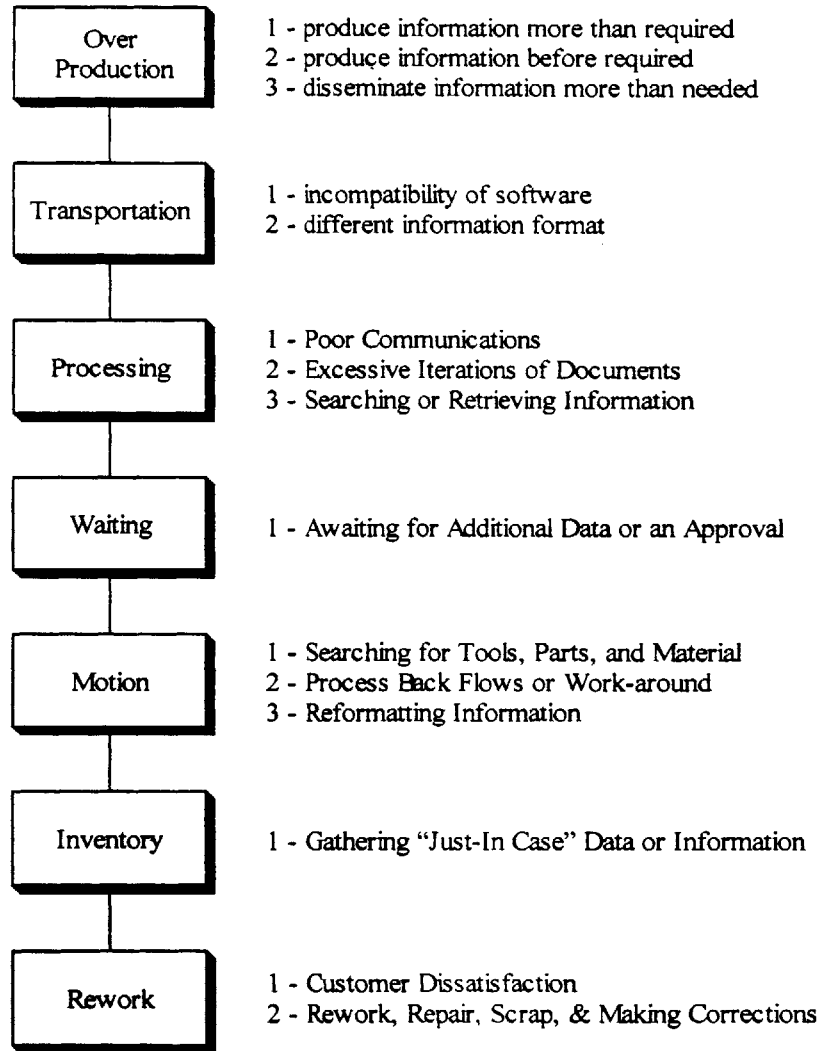 Over
Production
1 - produce information more than required
2 - produce information before required
3 - disseminate information more than needed
Transportation
1 - incompatibility of software
2 - different information format
Processing
1 - Poor Communications
2 - Excessive Iterations of Documents
3 - Searching or Retrieving Information
Waiting
1 - Awaiting for Additional Data or an Approval
Motion
1 - Searching for Tools, Parts, and Material
2 - Process Back Flows or Work-around
3 - Reformatting Information
Inventory
1 - Gathering “Just-In Case” Data or Information
Rework
1 - Customer Dissatisfaction
2 - Rework, Repair, Scrap, & Making Corrections